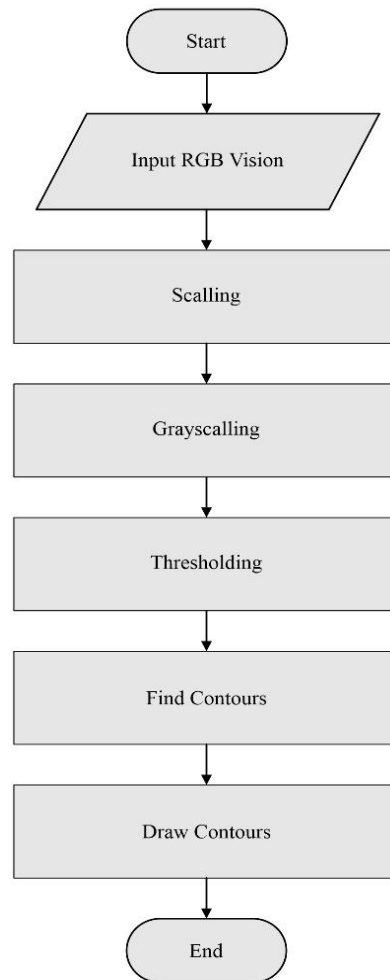 Start
Input RGB Vision
Scalling
Grayscalling
Thresholding
Find Contours
Draw Contours
End